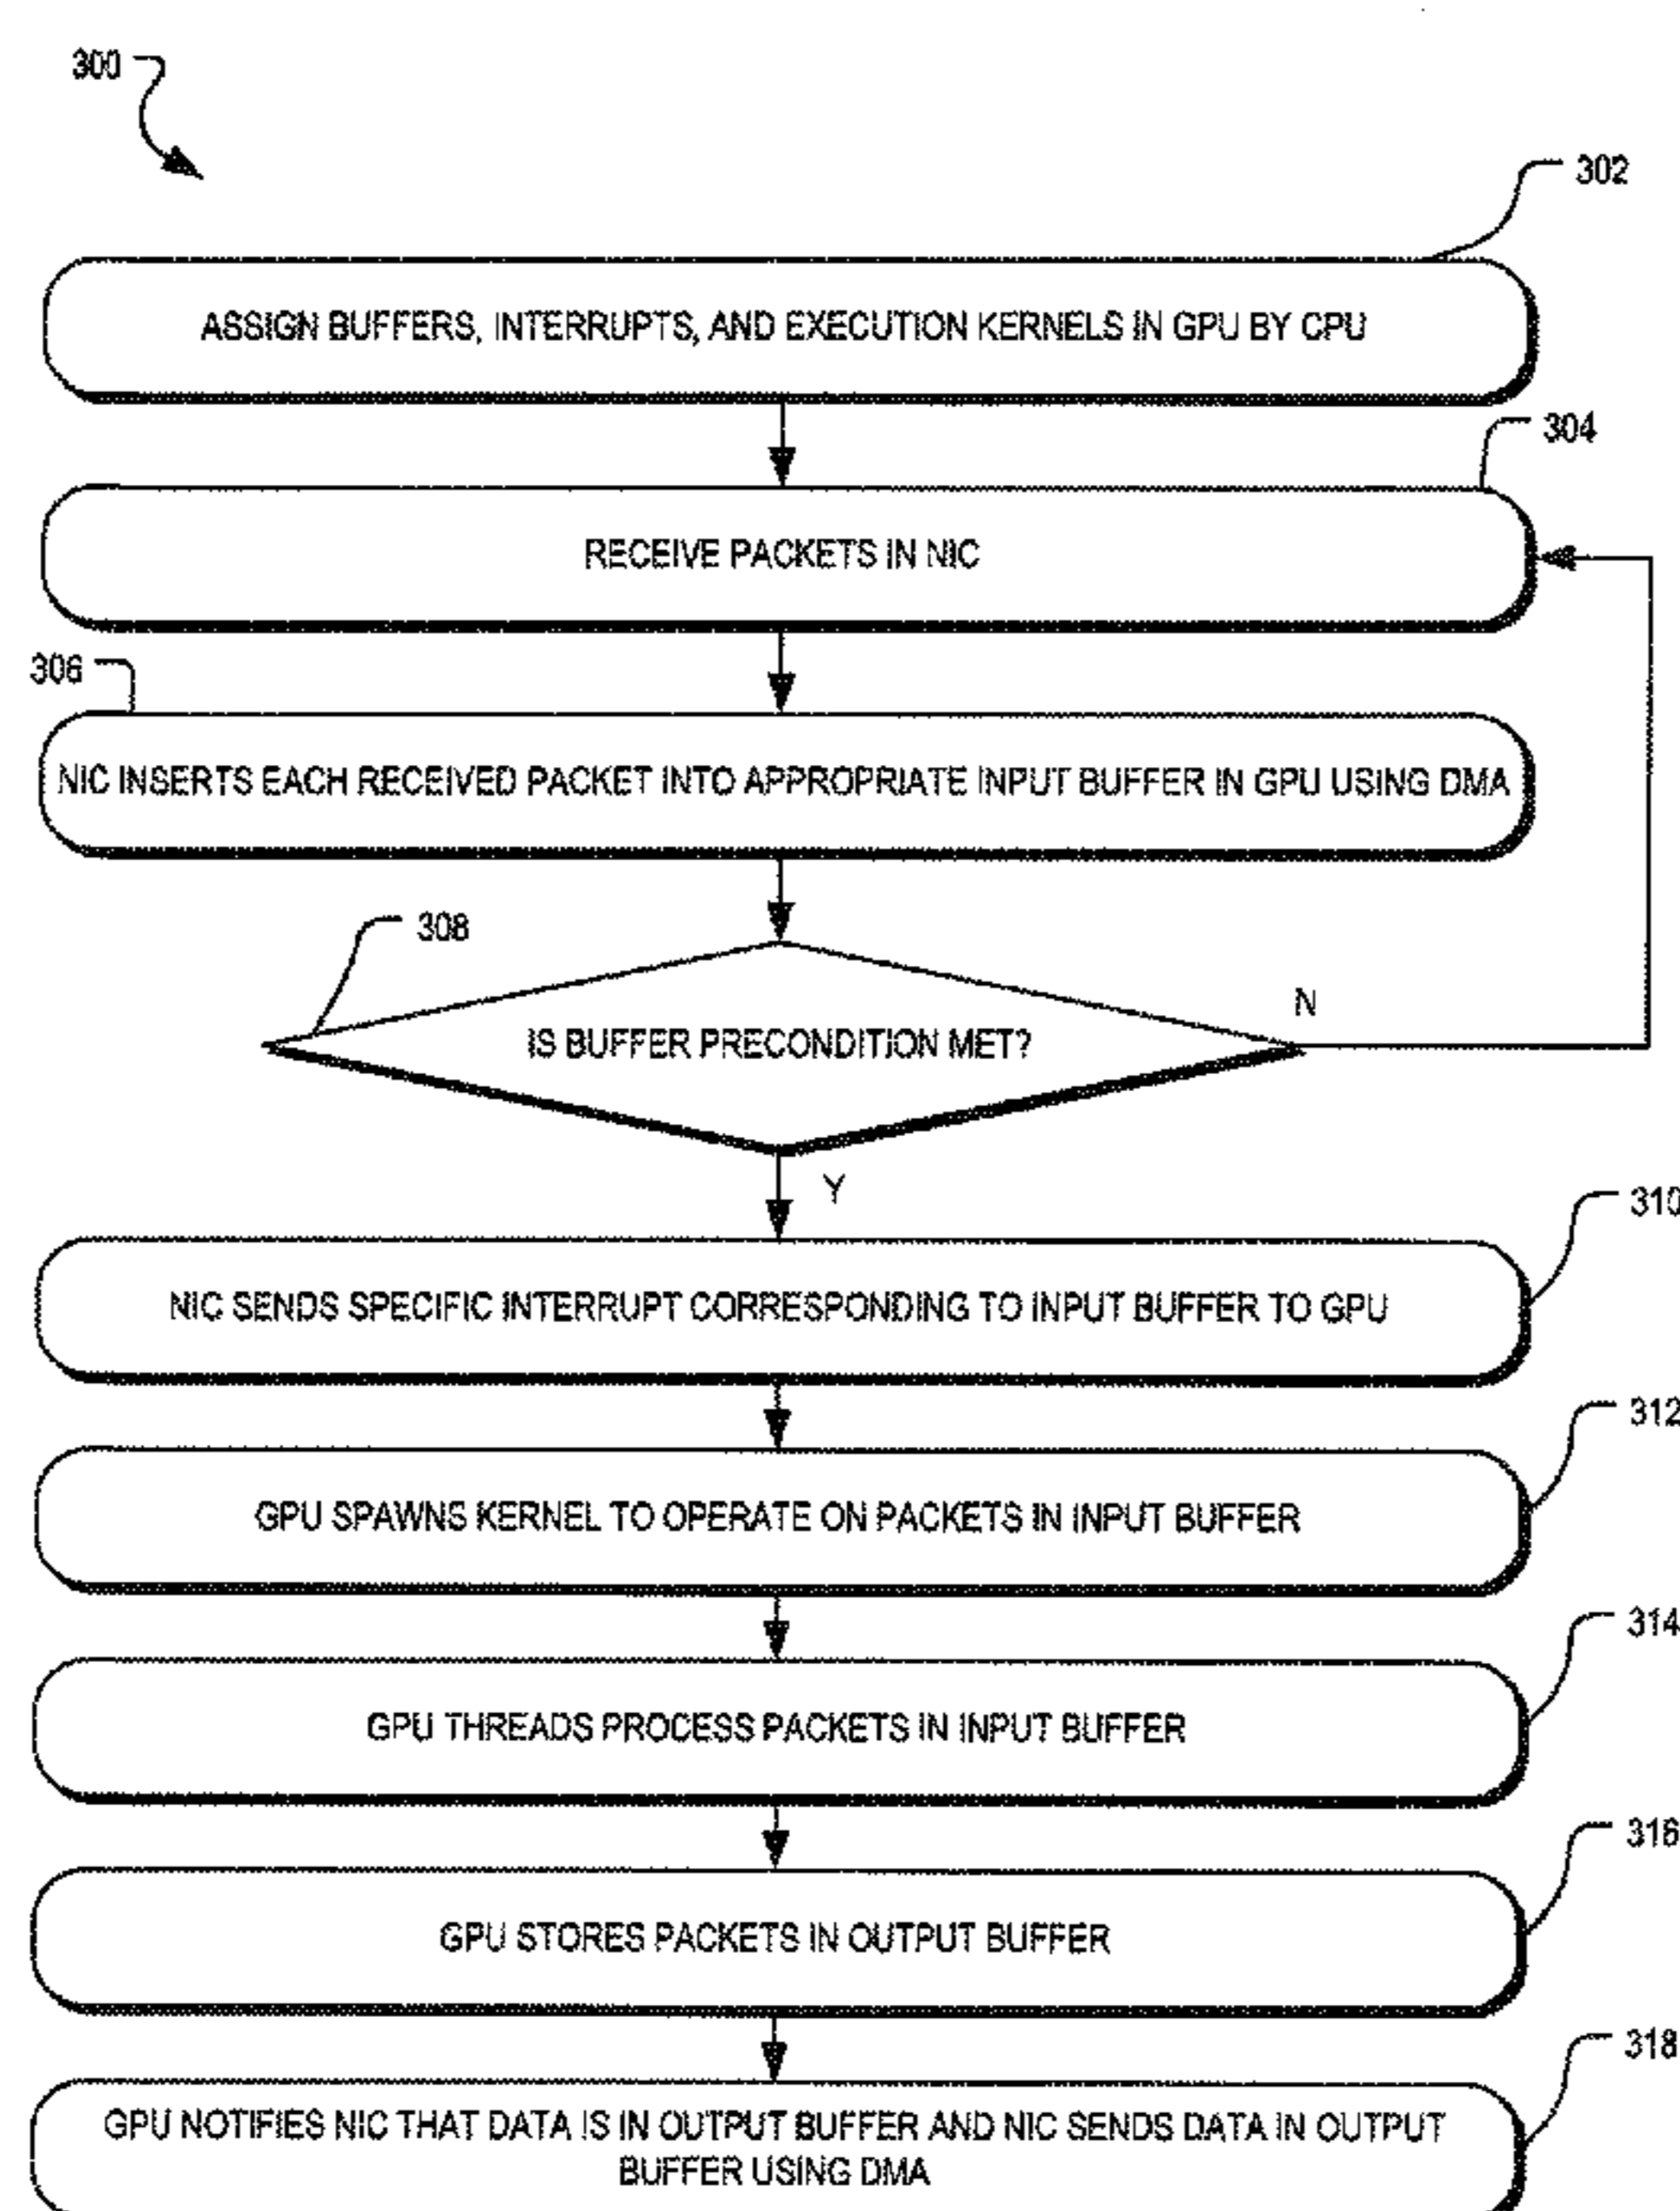 300
302
ASSIGN BUFFERS, INTERRUPTS, AND EXECUTION KERNELS IN GPU BY CPU
304
RECEIVE PACKETS IN NIC
306
NIC INSERTS EACH RECEIVED PACKET INTO APPROPRIATE INPUT BUFFER IN GPU USING DMA
308
IS BUFFER PRECONDITION MET?
N
Y
310
NIC SENDS SPECIFIC INTERRUPT CORRESPONDING TO INPUT BUFFER TO GPU
312
GPU SPAWNS KERNEL TO OPERATE ON PACKETS IN INPUT BUFFER
314
GPU THREADS PROCESS PACKETS IN INPUT BUFFER
316
GPU STORES PACKETS IN OUTPUT BUFFER
318
GPU NOTIFIES NIC THAT DATA IS IN OUTPUT BUFFER AND NIC SENDS DATA IN OUTPUT
BUFFER USING DMA